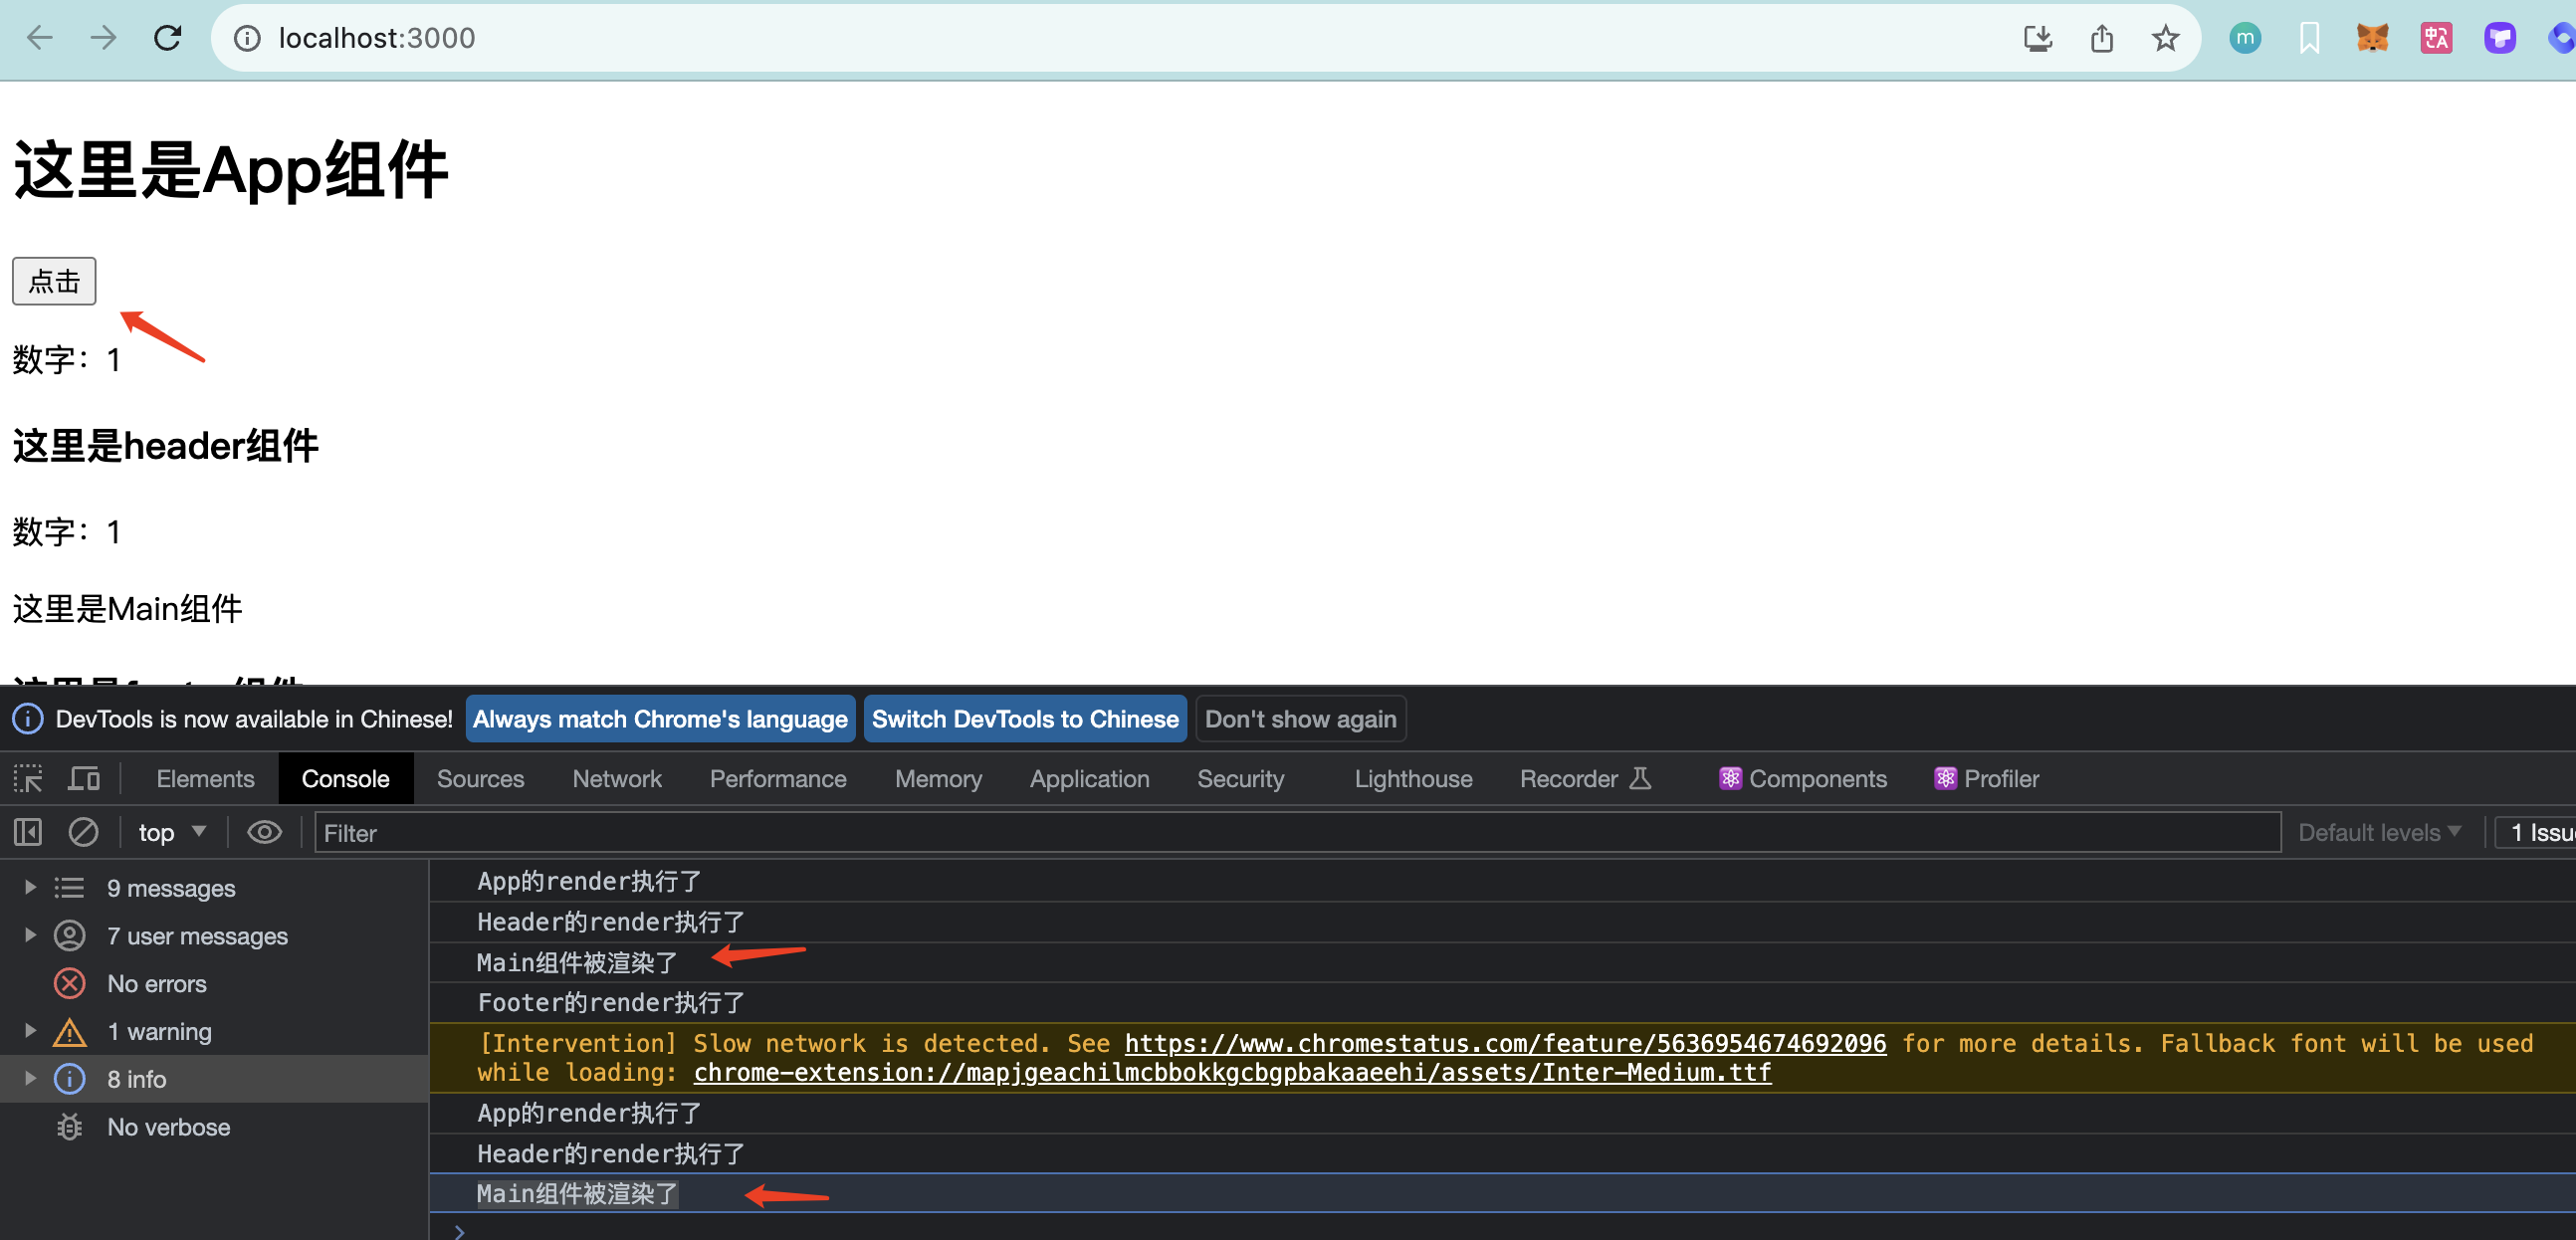 localhost:3000
m
这里是App组件
点击
数字：1
这里是header组件
数字：1
这里是Main组件
这里是footer组件
DevTools is now available in Chinese! Always match Chrome's language Switch DevTools to Chinese Don't show again
Elements Console Sources Network Performance Memory Application Security Lighthouse Recorder Components Profiler
top Filter Default levels 1 Issu
9 messages
7 user messages
No errors
1 warning
8 info
No verbose
App的render执行了
Header的render执行了
Main组件被渲染了
Footer的render执行了
[Intervention] Slow network is detected. See https://www.chromestatus.com/feature/5636954674692096 for more details. Fallback font will be used
while loading: chrome-extension://mapjgeachilmcbbokkgcbgpbakaaeehi/assets/Inter-Medium.ttf
App的render执行了
Header的render执行了
Main组件被渲染了